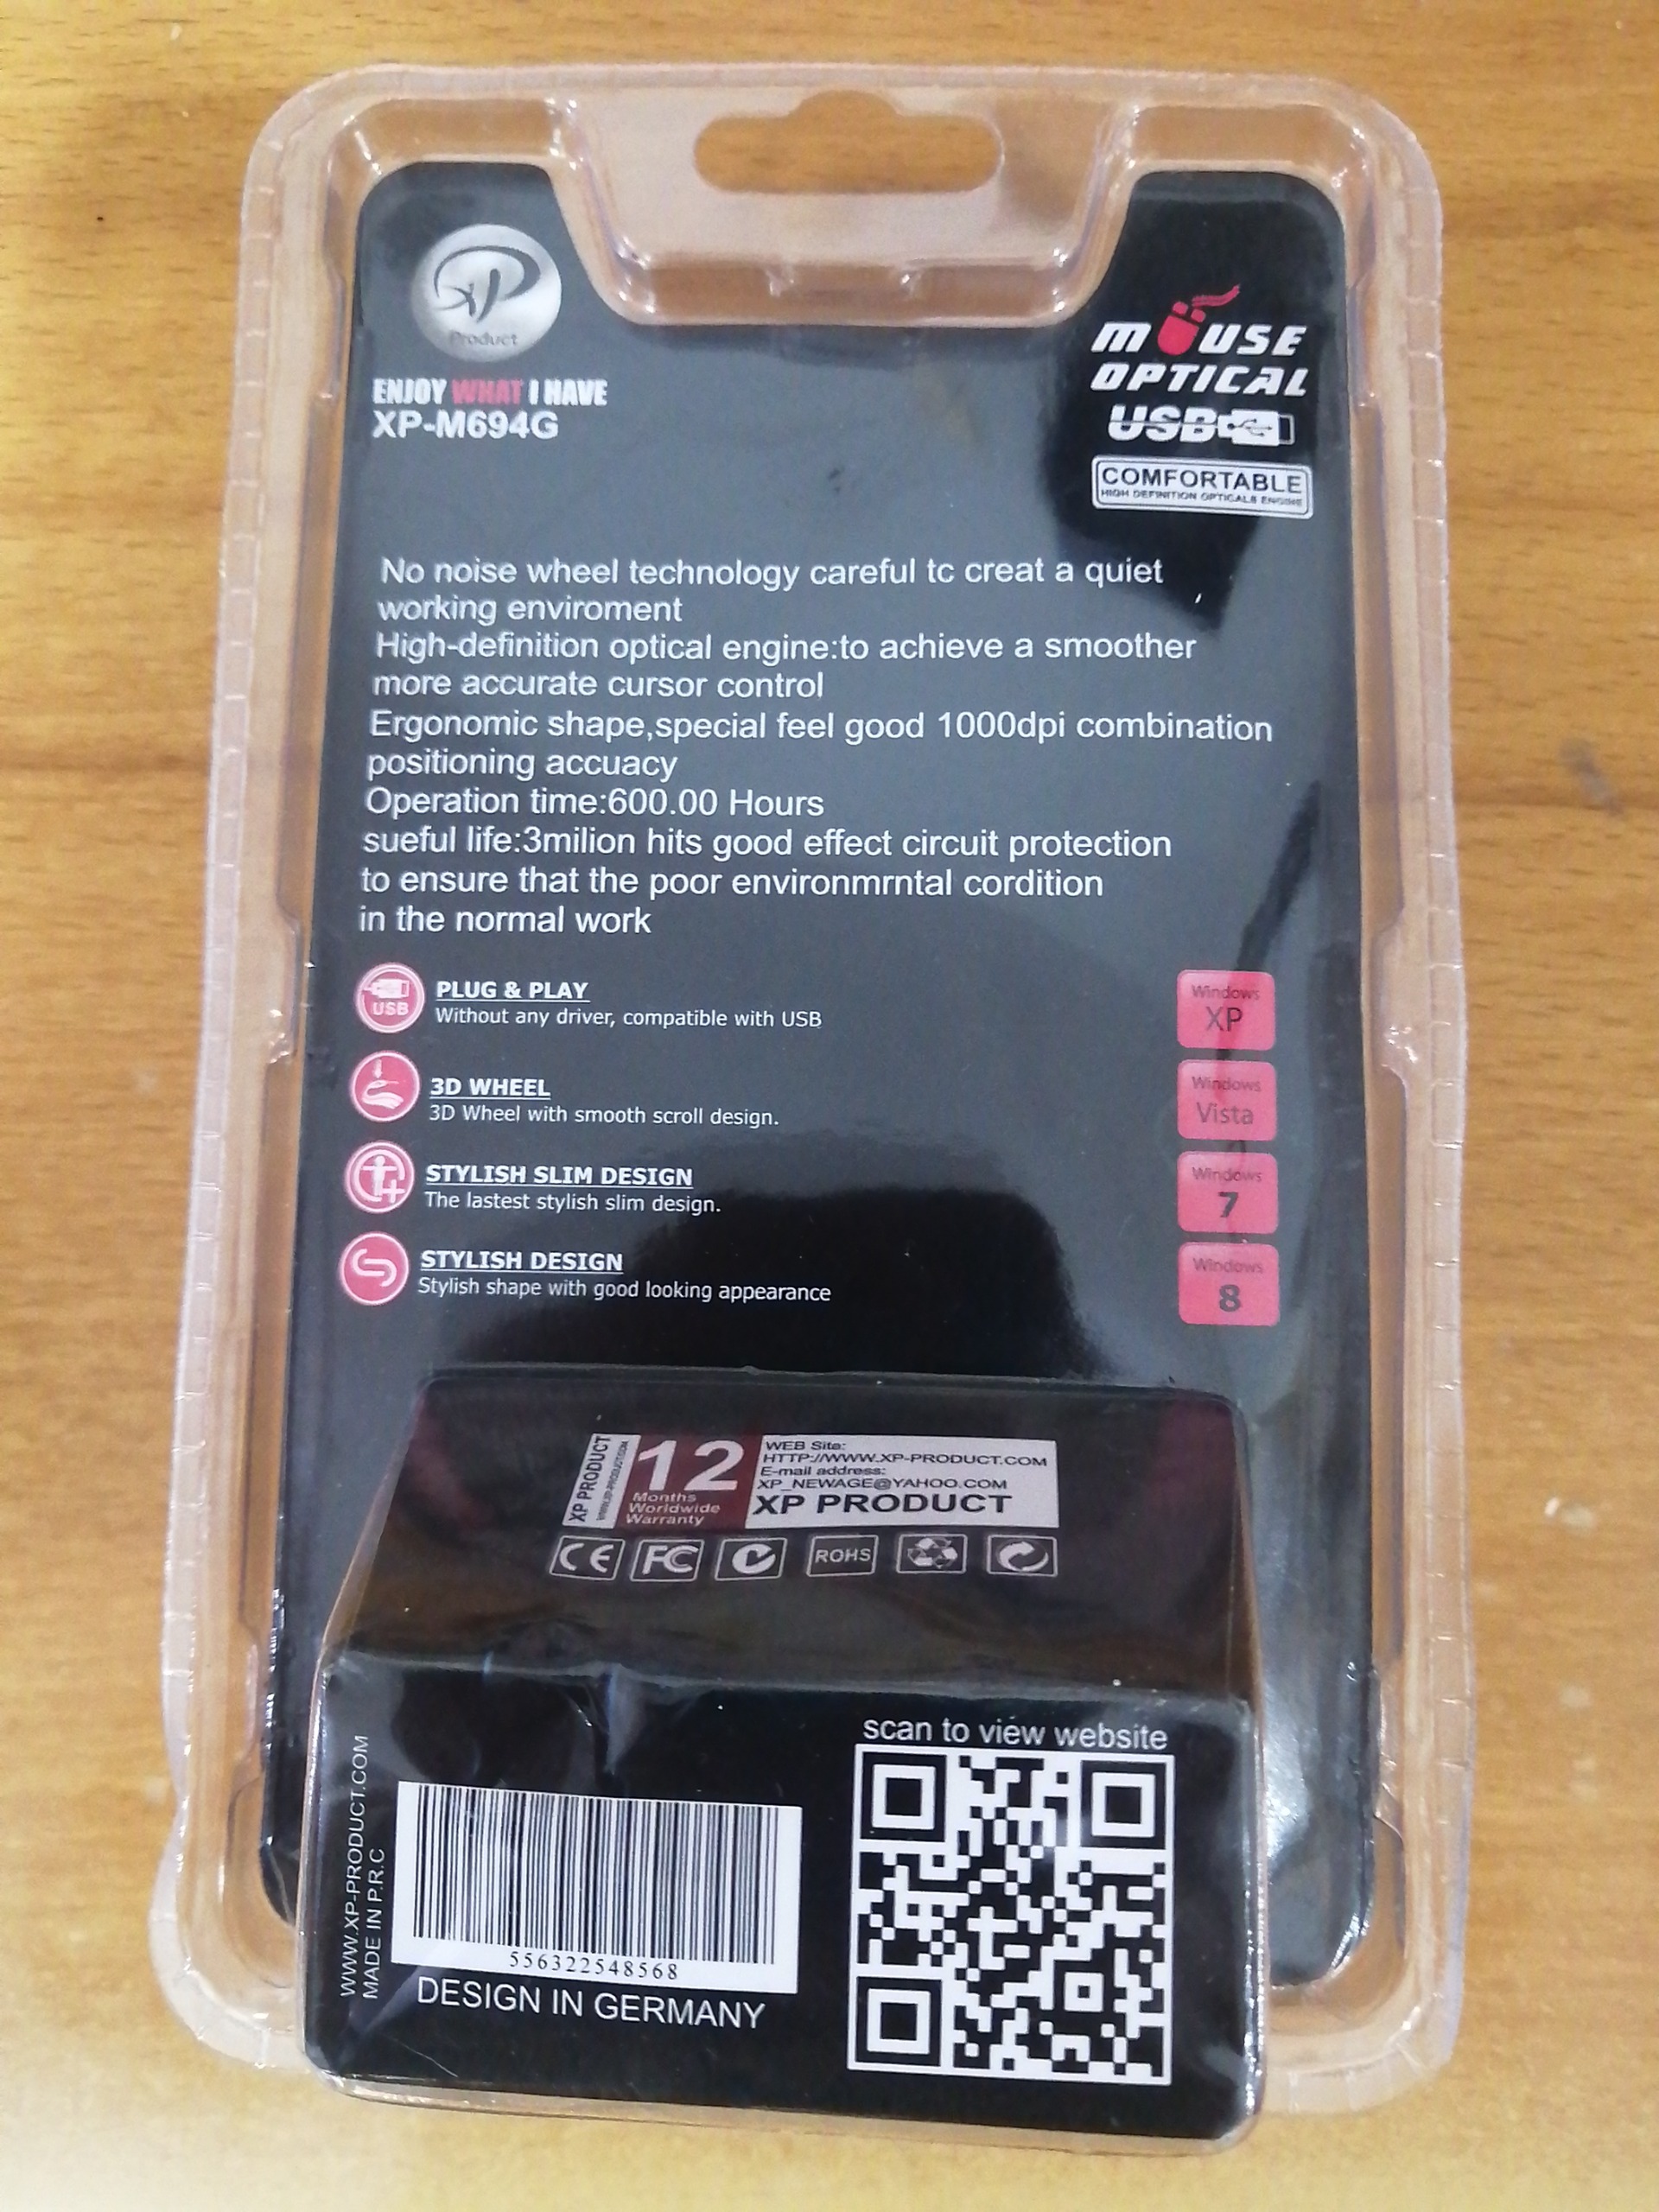 XP
Product
ENJOY WHAT I HAVE
XP-M694G
MOUSE
OPTICAL
USB
COMFORTABLE
HIGH DEFINITION OPTICALS ENGINE
No noise wheel technology careful tc creat a quiet
working enviroment
High-definition optical engine:to achieve a smoother
more accurate cursor control
Ergonomic shape,special feel good 1000dpi combination
positioning accuacy
Operation time:600.00 Hours
sueful life:3milion hits good effect circuit protection
to ensure that the poor environmrntal cordition
in the normal work
USB
PLUG & PLAY
Without any driver, compatible with USB
3D WHEEL
3D Wheel with smooth scroll design.
STYLISH SLIM DESIGN
The lastest stylish slim design.
STYLISH DESIGN
Stylish shape with good looking appearance
Windows
XP
Windows
Vista
Windows
7
Windows
8
XP PRODUCT
WWW.XP-PRODUCT.COM
12
Months
Worldwide
Warranty
WEB Site:
HTTP://WWW.XP-PRODUCT.COM
E-mail address:
XP_NEWAGE@YAHOO.COM
XP PRODUCT
CE FC ROHS
WWW.XP-PRODUCT.COM
MADE IN P.R.C
556322548568
DESIGN IN GERMANY
scan to view website